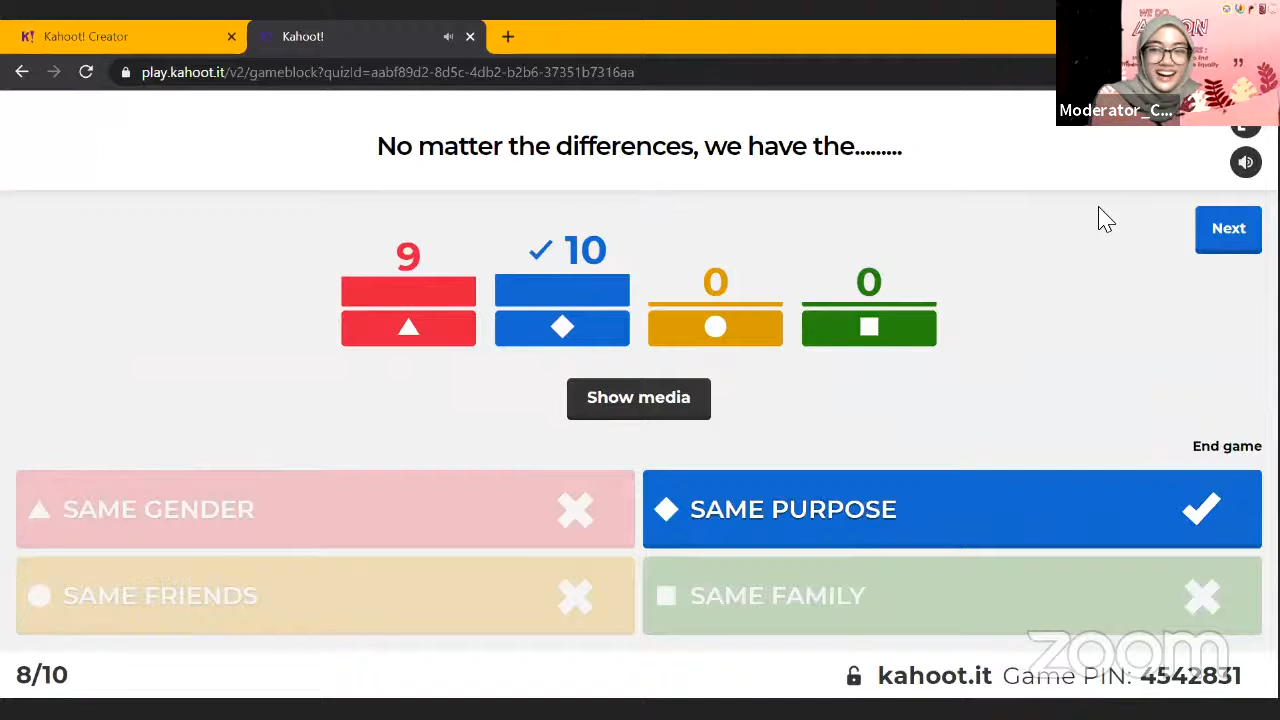 K! Kahoot! Creator
Kahoot!
play.kahoot.it/v2/gameblock?quizId=aabf89d2-8d5c-4db2-b2b6-37351b7316aa
WE DO
Moderator_C...
No matter the differences, we have the.........
Next
9
10
0
0
Show media
End game
SAME GENDER
SAME PURPOSE
SAME FRIENDS
SAME FAMILY
zoom
8/10
kahoot.it Game PIN: 4542831